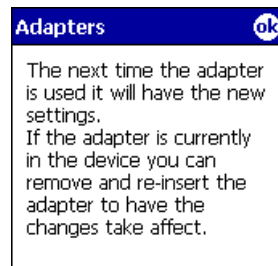 Adapters ok
The next time the adapter
is used it will have the new
settings.
If the adapter is currently
in the device you can
remove and re-insert the
adapter to have the
changes take affect.